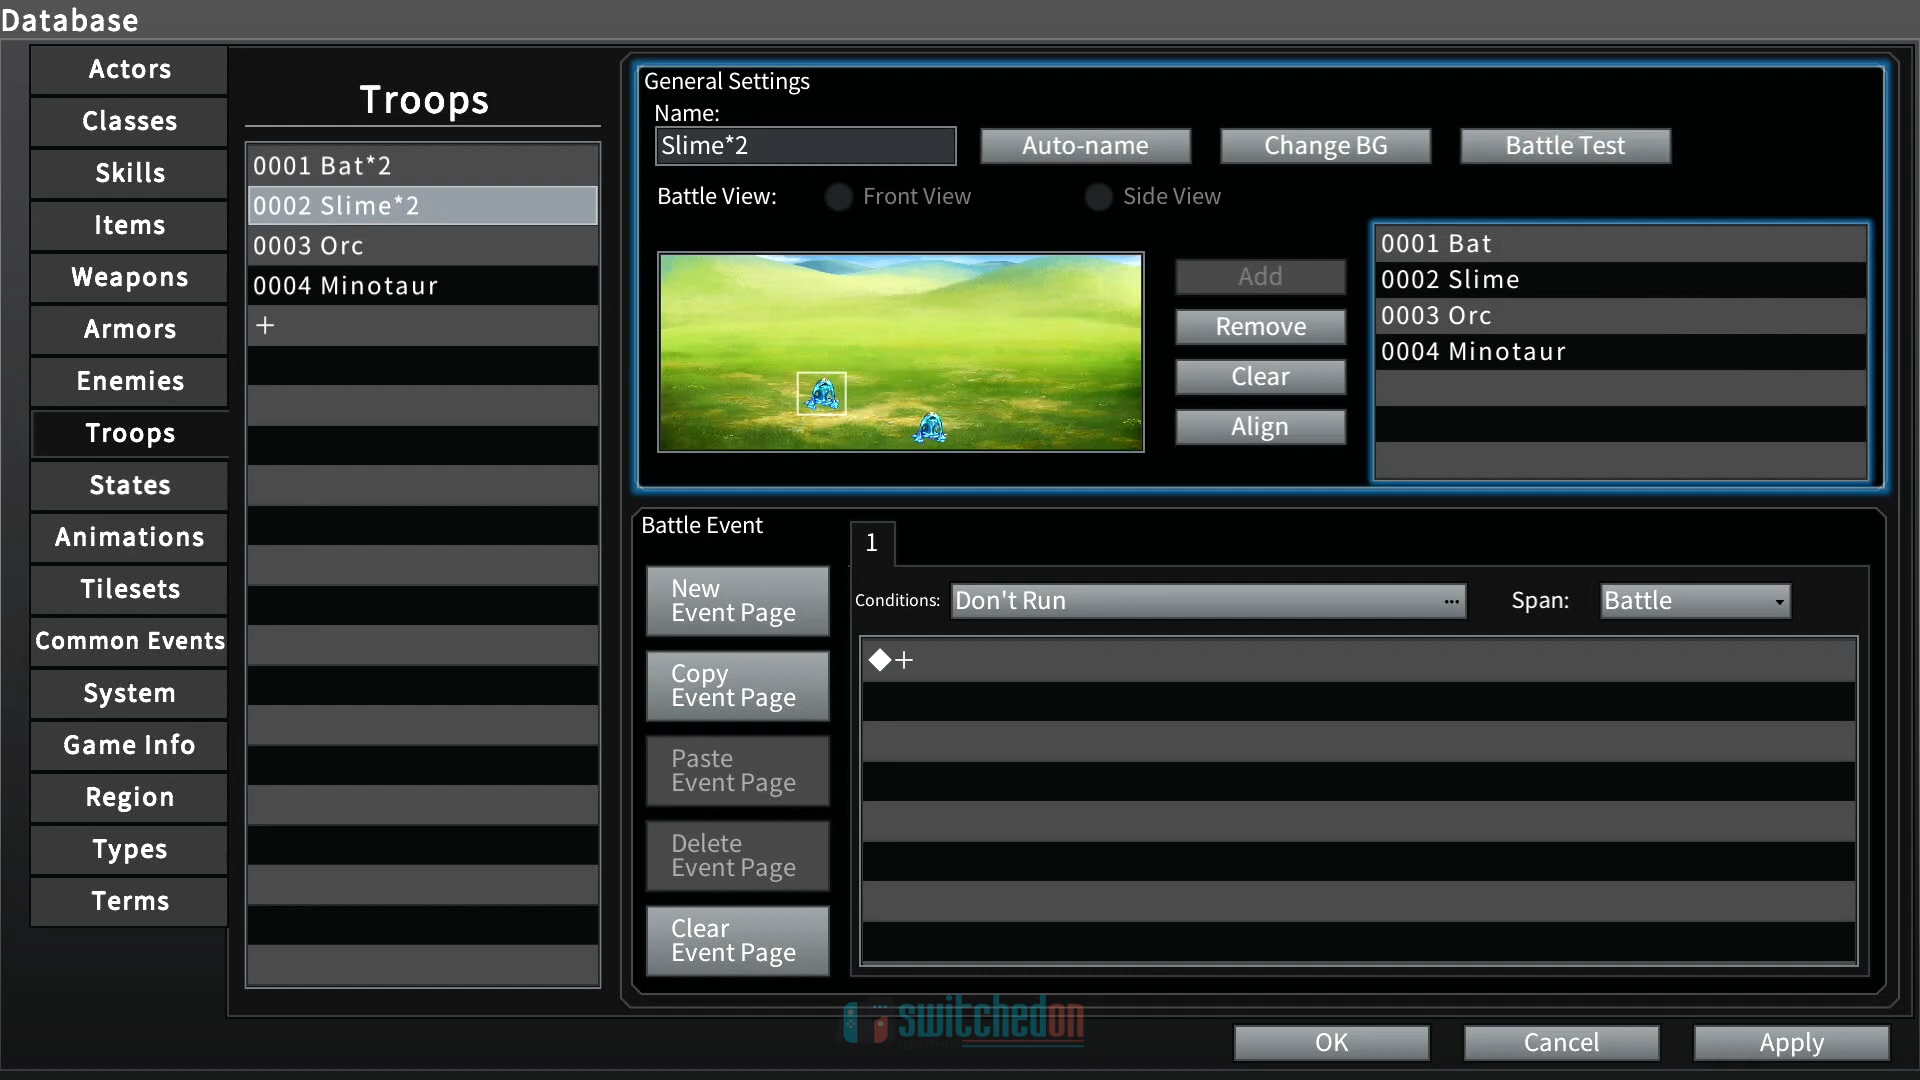 Database
Actors
Classes
Skills
Items
Weapons
Armors
Enemies
Troops
States
Animations
Tilesets
Common Events
System
Game Info
Region
Types
Terms
Troops
0001 Bat*2
0002 Slime*2
0003 Orc
0004 Minotaur
+
General Settings
Name:
Slime*2
Auto-name
Change BG
Battle Test
Battle View:
Front View
Side View
Add
Remove
Clear
Align
0001 Bat
0002 Slime
0003 Orc
0004 Minotaur
Battle Event
New
Event Page
Copy
Event Page
Paste
Event Page
Delete
Event Page
Clear
Event Page
1
Conditions:
Don't Run
...
Span:
Battle
◆+
switchedon
OK
Cancel
Apply